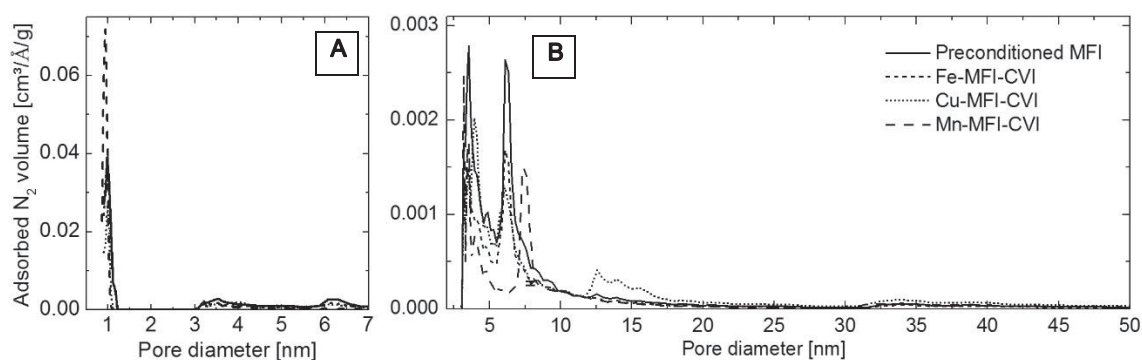 A
B
Adsorbed N₂ volume [cm³/Å/g]
0.06
0.04
0.02
0.00
1 2 3 4 5 6 7
Pore diameter [nm]
0.003
0.002
0.001
0.000
5 10 15 20 25 30 35 40 45 50
Pore diameter [nm]
Preconditioned MFI
Fe-MFI-CVI
Cu-MFI-CVI
Mn-MFI-CVI